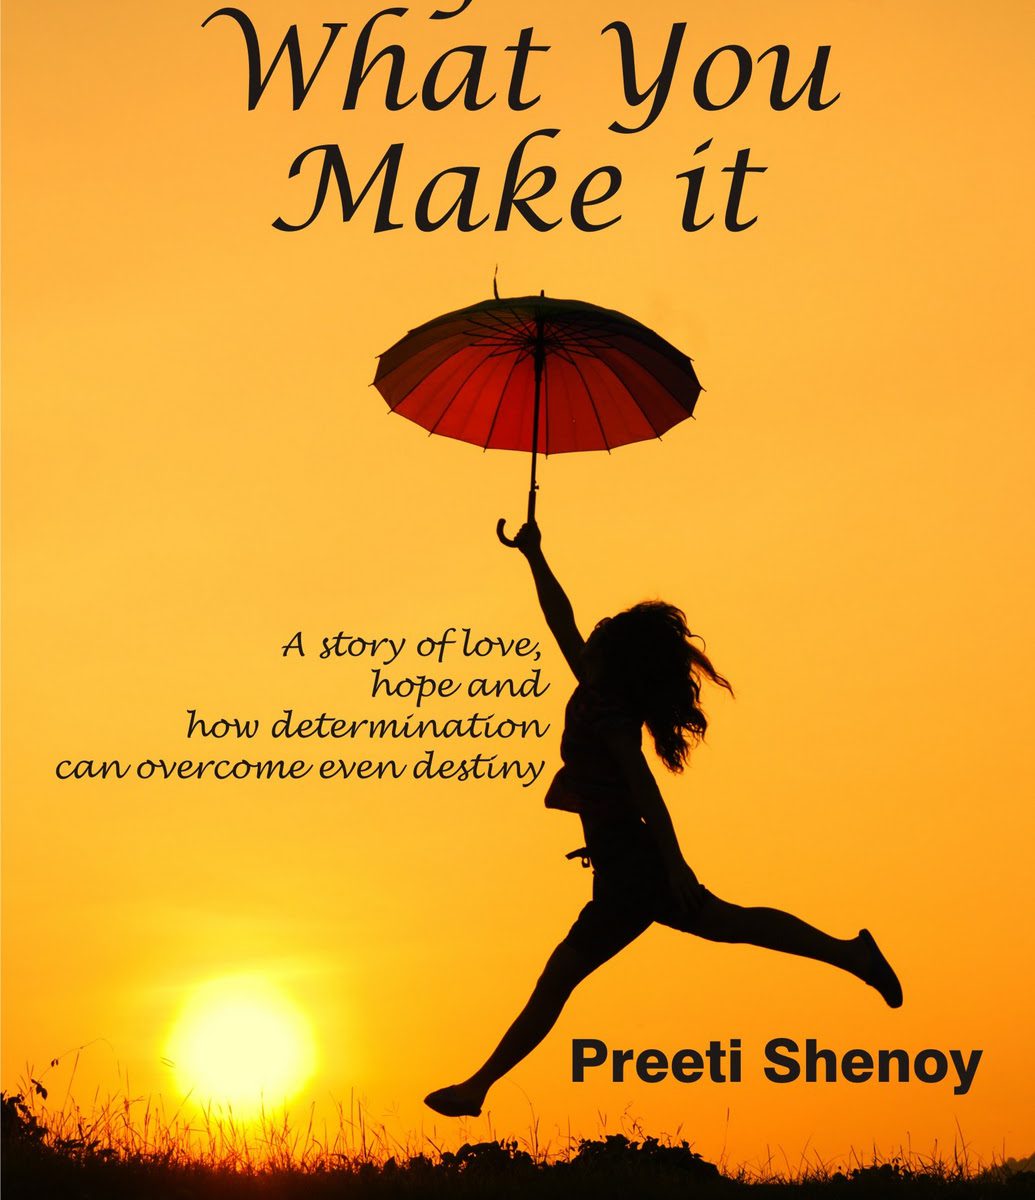 What You
Make it
A story of love,
hope and
how determination
can overcome even destiny
Preeti Shenoy